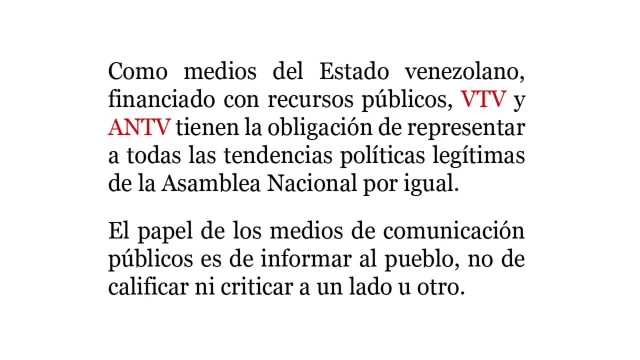 Como medios del Estado venezolano,
financiado con recursos públicos, VTV y
ANTV tienen la obligación de representar
a todas las tendencias políticas legítimas
de la Asamblea Nacional por igual.
El papel de los medios de comunicación
públicos es de informar al pueblo, no de
calificar ni criticar a un lado u otro.